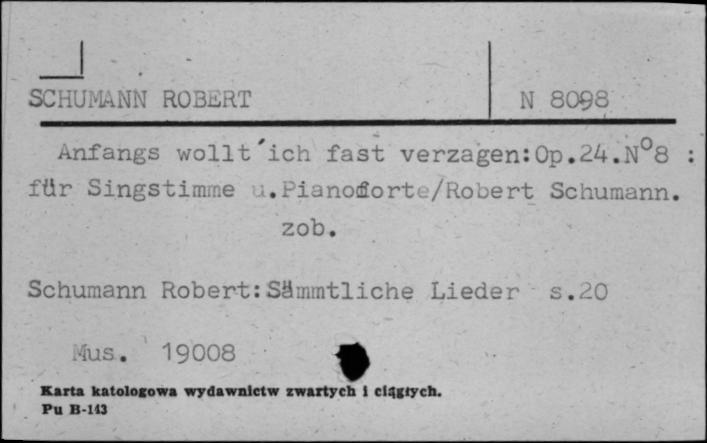 SCHUMANN ROBERT N 8098
Anfangs wollt'ich fast verzagen:Op.24.N°8 :
für Singstimme u.Pianoforte/Robert Schumann.
zob.
Schumann Robert:Sämmtliche Lieder s.20
Mus. 19008
Karta katologowa wydawnictw zwartych i ciągłych.
Pu B-143